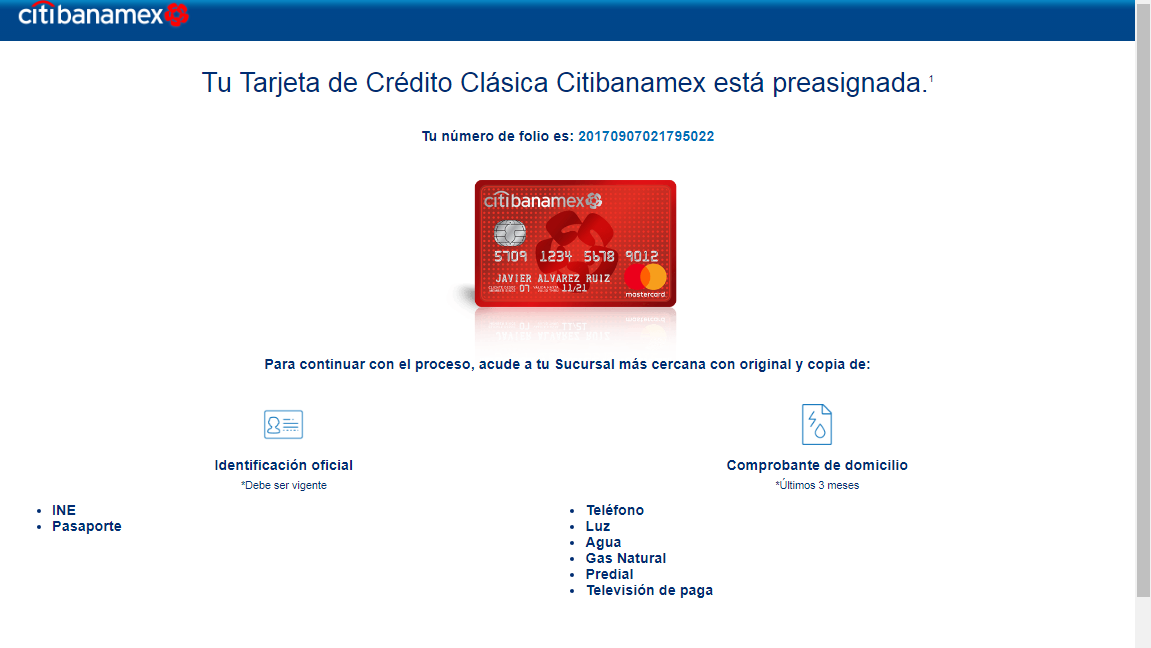 citibanamex
Tu Tarjeta de Crédito Clásica Citibanamex está preasignada.¹
Tu número de folio es: 20170907021795022
citibanamex
5709 1234 5678 9012
JAVIER ALVAREZ RUIZ
07 11/21
mastercard
Para continuar con el proceso, acude a tu Sucursal más cercana con original y copia de:
Identificación oficial
*Debe ser vigente
INE
Pasaporte
Comprobante de domicilio
*Últimos 3 meses
Teléfono
Luz
Agua
Gas Natural
Predial
Televisión de paga